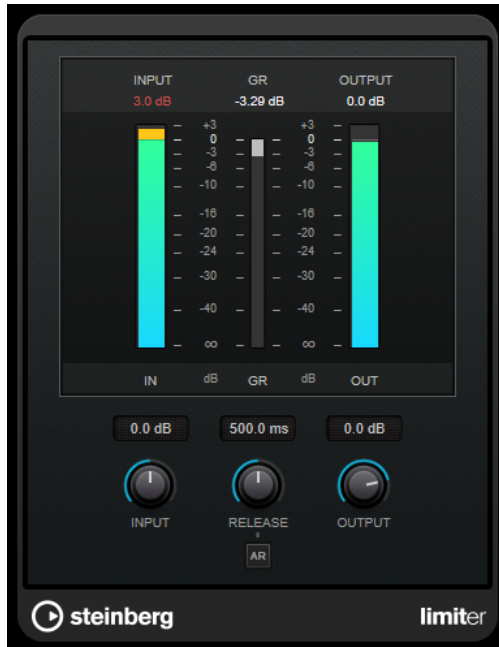 INPUT GR OUTPUT
3.0 dB -3.29 dB 0.0 dB
+3 +3
0 0
-3 -3
-6 -6
-10 -10
-16 -16
-20 -20
-24 -24
-30 -30
-40 -40
∞ ∞
IN dB GR dB OUT
0.0 dB 500.0 ms 0.0 dB
INPUT RELEASE OUTPUT
AR
steinberg limiter